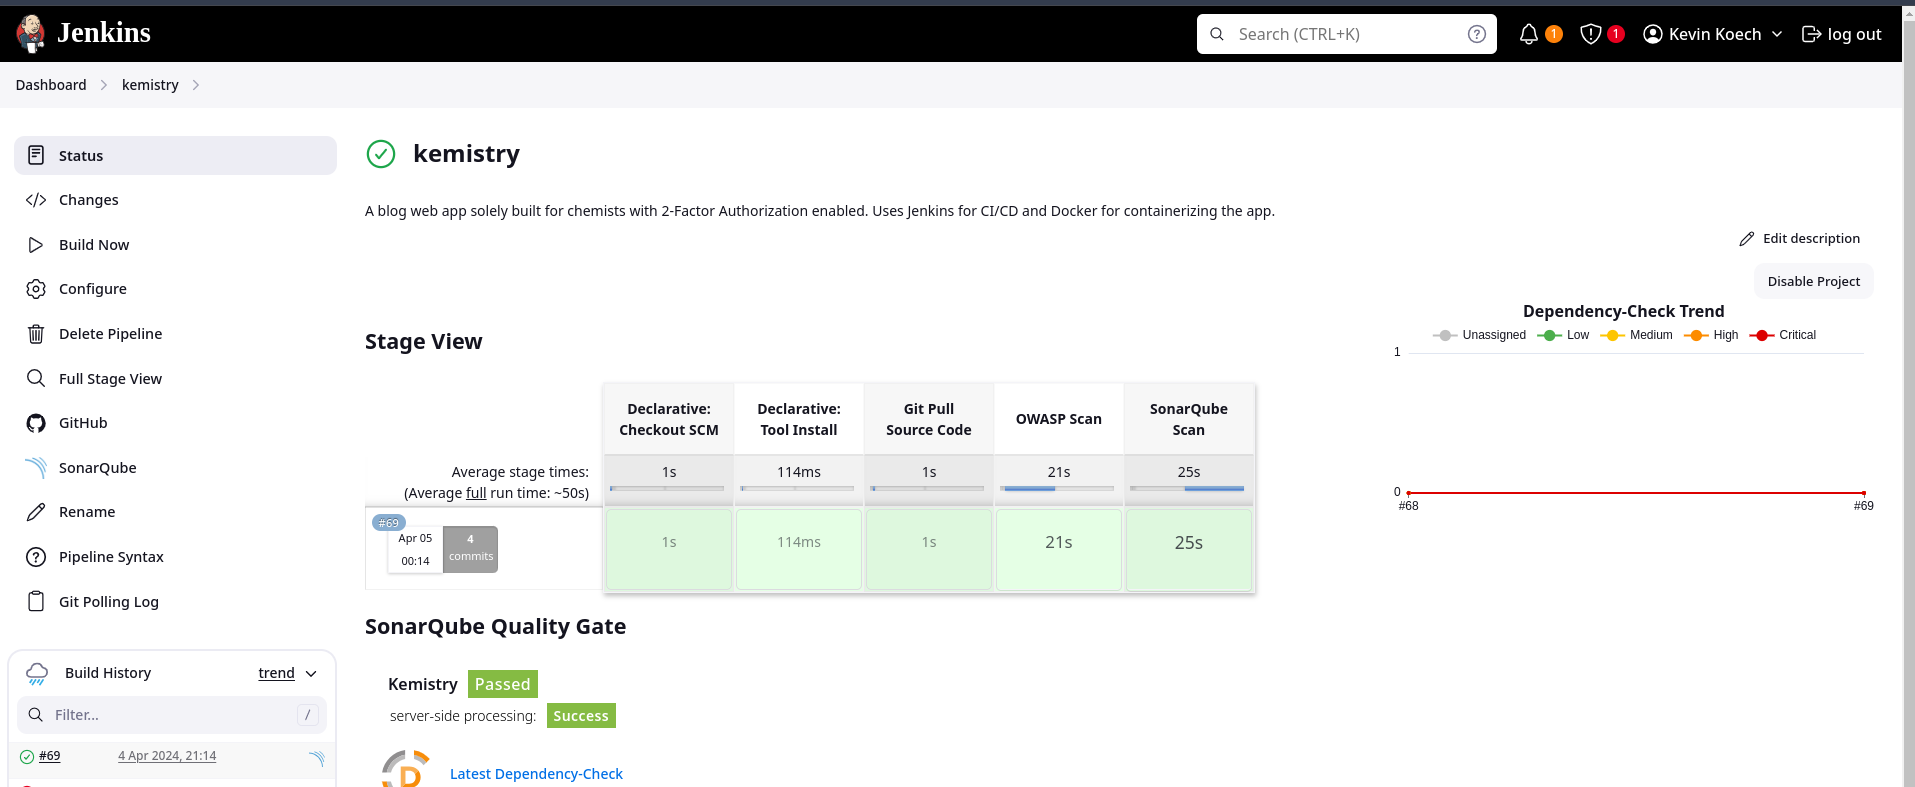 Jenkins
Search (CTRL+K)
?
1
1
Kevin Koech
log out
Dashboard
kemistry
Status
Changes
Build Now
Configure
Delete Pipeline
Full Stage View
GitHub
SonarQube
Rename
Pipeline Syntax
Git Polling Log
Build History
trend
Filter...
/
#69
4 Apr 2024, 21:14
kemistry
A blog web app solely built for chemists with 2-Factor Authorization enabled. Uses Jenkins for CI/CD and Docker for containerizing the app.
Edit description
Disable Project
Stage View
Declarative: Checkout SCM
Declarative: Tool Install
Git Pull Source Code
OWASP Scan
SonarQube Scan
Average stage times:
1s
114ms
1s
21s
25s
(Average full run time: ~50s)
#69
Apr 05
00:14
4
commits
1s
114ms
1s
21s
25s
SonarQube Quality Gate
Kemistry Passed
server-side processing: Success
Latest Dependency-Check
Dependency-Check Trend
Unassigned
Low
Medium
High
Critical
1
0
#68
#69